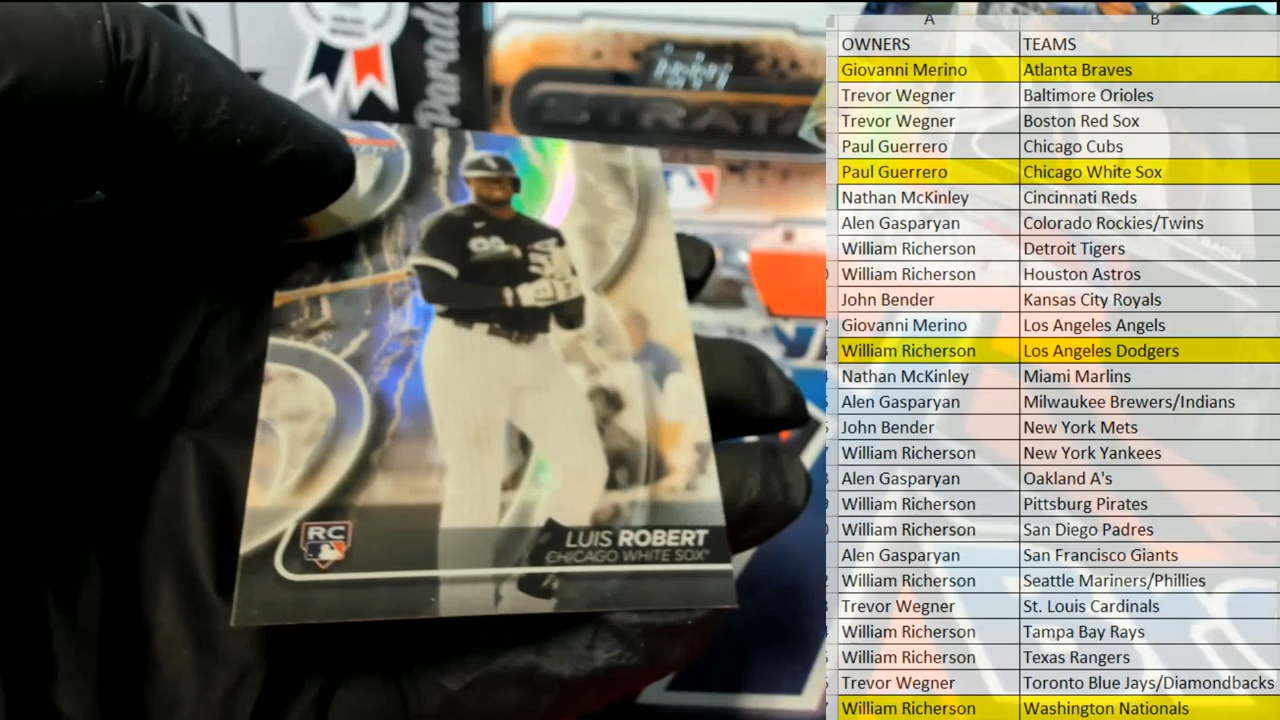 Parade
STRATA
RC
LUIS ROBERT
CHICAGO WHITE SOX
A B
OWNERS TEAMS
Giovanni Merino Atlanta Braves
Trevor Wegner Baltimore Orioles
Trevor Wegner Boston Red Sox
Paul Guerrero Chicago Cubs
Paul Guerrero Chicago White Sox
Nathan McKinley Cincinnati Reds
Alen Gasparyan Colorado Rockies/Twins
William Richerson Detroit Tigers
William Richerson Houston Astros
John Bender Kansas City Royals
Giovanni Merino Los Angeles Angels
William Richerson Los Angeles Dodgers
Nathan McKinley Miami Marlins
Alen Gasparyan Milwaukee Brewers/Indians
John Bender New York Mets
William Richerson New York Yankees
Alen Gasparyan Oakland A's
William Richerson Pittsburg Pirates
William Richerson San Diego Padres
Alen Gasparyan San Francisco Giants
William Richerson Seattle Mariners/Phillies
Trevor Wegner St. Louis Cardinals
William Richerson Tampa Bay Rays
William Richerson Texas Rangers
Trevor Wegner Toronto Blue Jays/Diamondbacks
William Richerson Washington Nationals